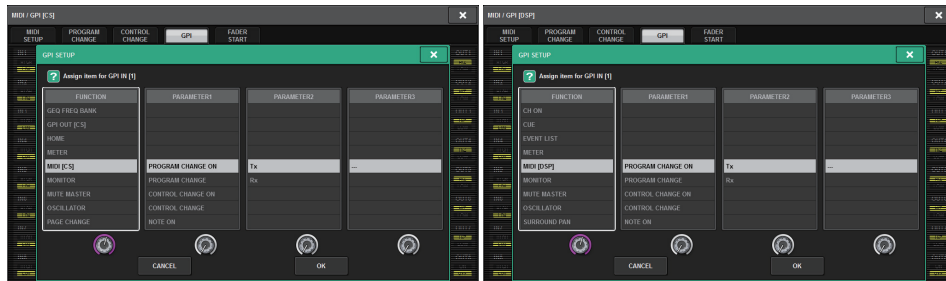 MIDI / GPI [CS]
MIDI SETUP
PROGRAM CHANGE
CONTROL CHANGE
GPI
FADER START
GPI SETUP
? Assign item for GPI IN [1]
FUNCTION PARAMETER1 PARAMETER2 PARAMETER3
GEQ FREQ BANK
GPI OUT [CS]
HOME
METER
MIDI [CS] PROGRAM CHANGE ON Tx ---
MONITOR PROGRAM CHANGE Rx
MUTE MASTER CONTROL CHANGE ON
OSCILLATOR CONTROL CHANGE
PAGE CHANGE NOTE ON
CANCEL OK
MIDI / GPI [DSP]
MIDI SETUP
PROGRAM CHANGE
CONTROL CHANGE
GPI
FADER START
GPI SETUP
? Assign item for GPI IN [1]
FUNCTION PARAMETER1 PARAMETER2 PARAMETER3
CH ON
CUE
EVENT LIST
METER
MIDI [DSP] PROGRAM CHANGE ON Tx ---
MONITOR PROGRAM CHANGE Rx
MUTE MASTER CONTROL CHANGE ON
OSCILLATOR CONTROL CHANGE
SURROUND PAN NOTE ON
CANCEL OK